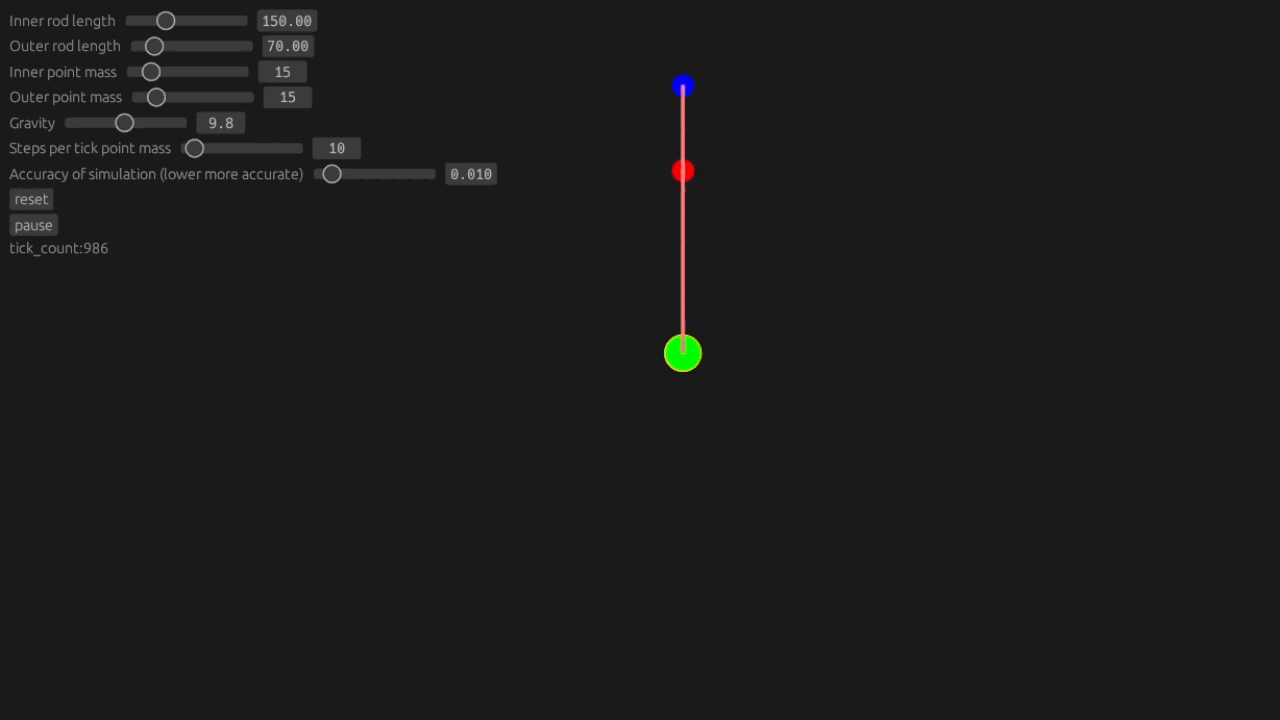 Inner rod length 150.00
Outer rod length 70.00
Inner point mass 15
Outer point mass 15
Gravity 9.8
Steps per tick point mass 10
Accuracy of simulation (lower more accurate) 0.010
reset
pause
tick_count:986